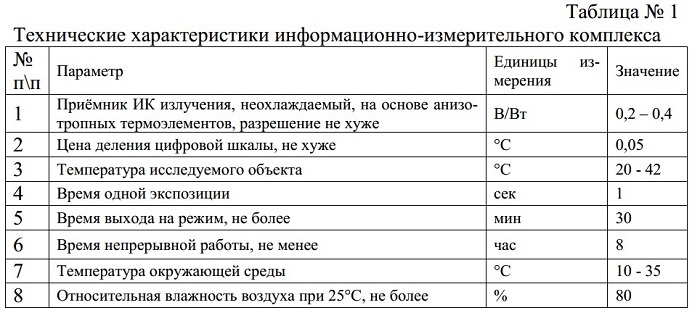 Таблица № 1
Технические характеристики информационно-измерительного комплекса
№ п\п Параметр Единицы из-мерения Значение
1 Приёмник ИК излучения, неохлаждаемый, на основе анизо-
тропных термоэлементов, разрешение не хуже В/Вт 0,2 – 0,4
2 Цена деления цифровой шкалы, не хуже °С 0,05
3 Температура исследуемого объекта °С 20 - 42
4 Время одной экспозиции сек 1
5 Время выхода на режим, не более мин 30
6 Время непрерывной работы, не менее час 8
7 Температура окружающей среды °С 10 - 35
8 Относительная влажность воздуха при 25°С, не более % 80